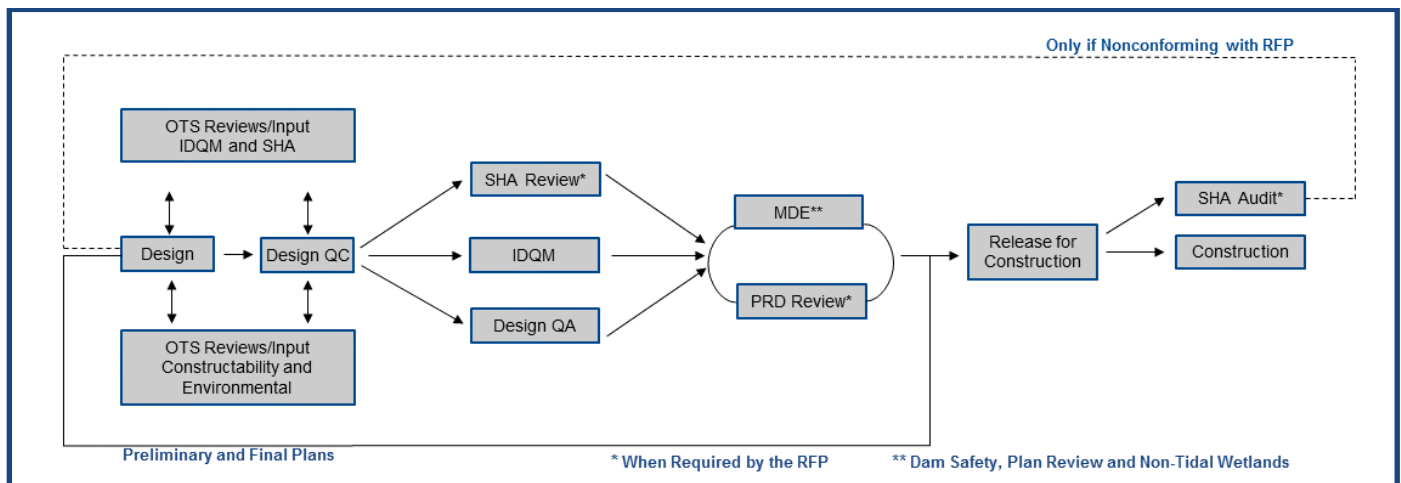 Only if Nonconforming with RFP
OTS Reviews/Input
IDQM and SHA
SHA Review*
SHA Audit*
MDE**
Design
Design QC
IDQM
Release for
Construction
Construction
PRD Review*
Design QA
OTS Reviews/Input
Constructability and
Environmental
Preliminary and Final Plans
* When Required by the RFP
** Dam Safety, Plan Review and Non-Tidal Wetlands